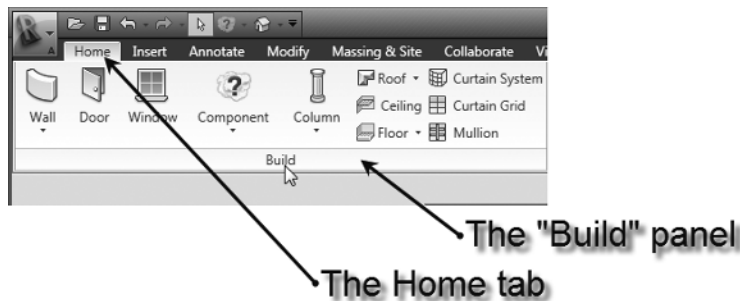 Home Insert Annotate Modify Massing & Site Collaborate
Wall Door Window Component Column
Roof Curtain System
Ceiling Curtain Grid
Floor Mullion
Build
The "Build" panel
The Home tab